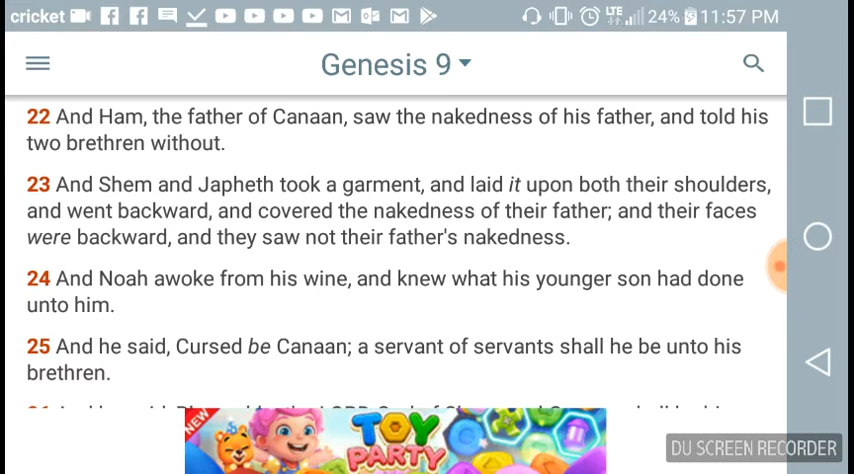 cricket 24% 11:57 PM
LTE
Genesis 9
22 And Ham, the father of Canaan, saw the nakedness of his father, and told his
two brethren without.
23 And Shem and Japheth took a garment, and laid it upon both their shoulders,
and went backward, and covered the nakedness of their father; and their faces
were backward, and they saw not their father's nakedness.
24 And Noah awoke from his wine, and knew what his younger son had done
unto him.
25 And he said, Cursed be Canaan; a servant of servants shall he be unto his
brethren.
NEW
TOY
PARTY
DU SCREEN RECORDER